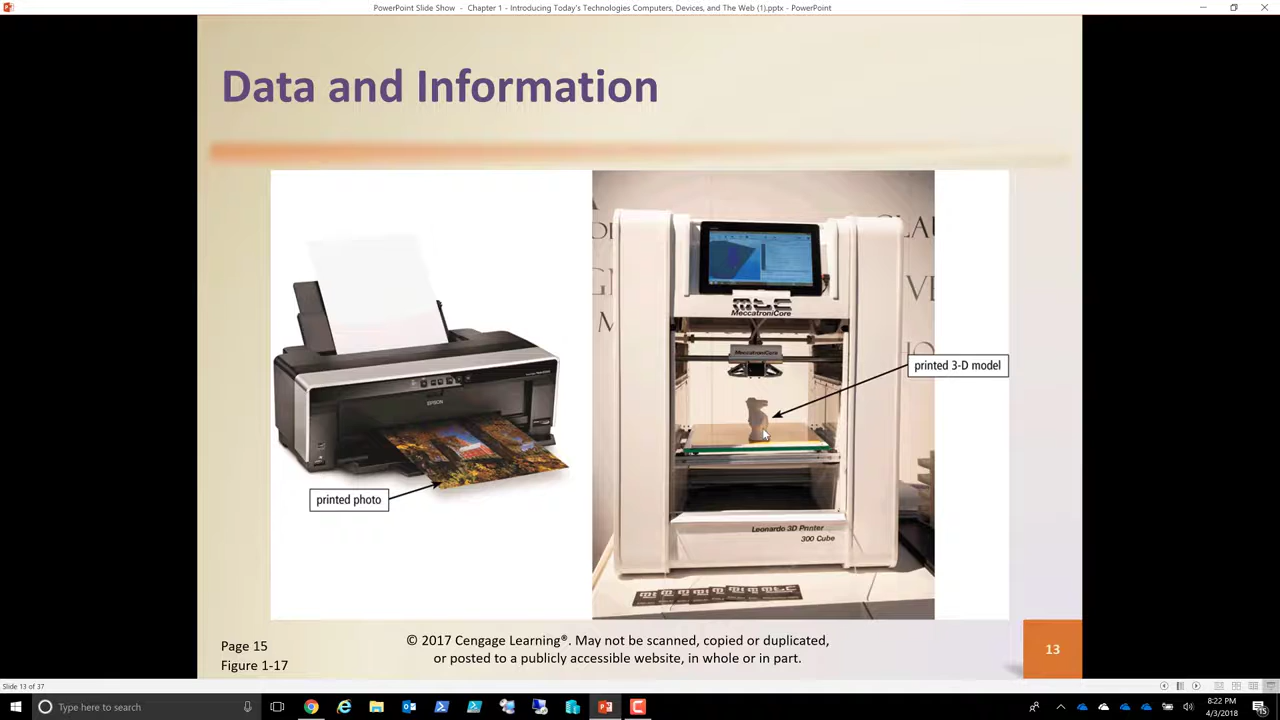 PowerPoint Slide Show - Chapter 1 - Introducing Today's Technologies Computers, Devices, and The Web (1).pptx - PowerPoint
Data and Information
EPSON
printed photo
MeccatroniCore
MeccatroniCore
printed 3-D model
Leonardo 3D Printer
300 Cube
Page 15
Figure 1-17
© 2017 Cengage Learning®. May not be scanned, copied or duplicated,
or posted to a publicly accessible website, in whole or in part.
13
Slide 13 of 37
Type here to search
8:22 PM
4/3/2018